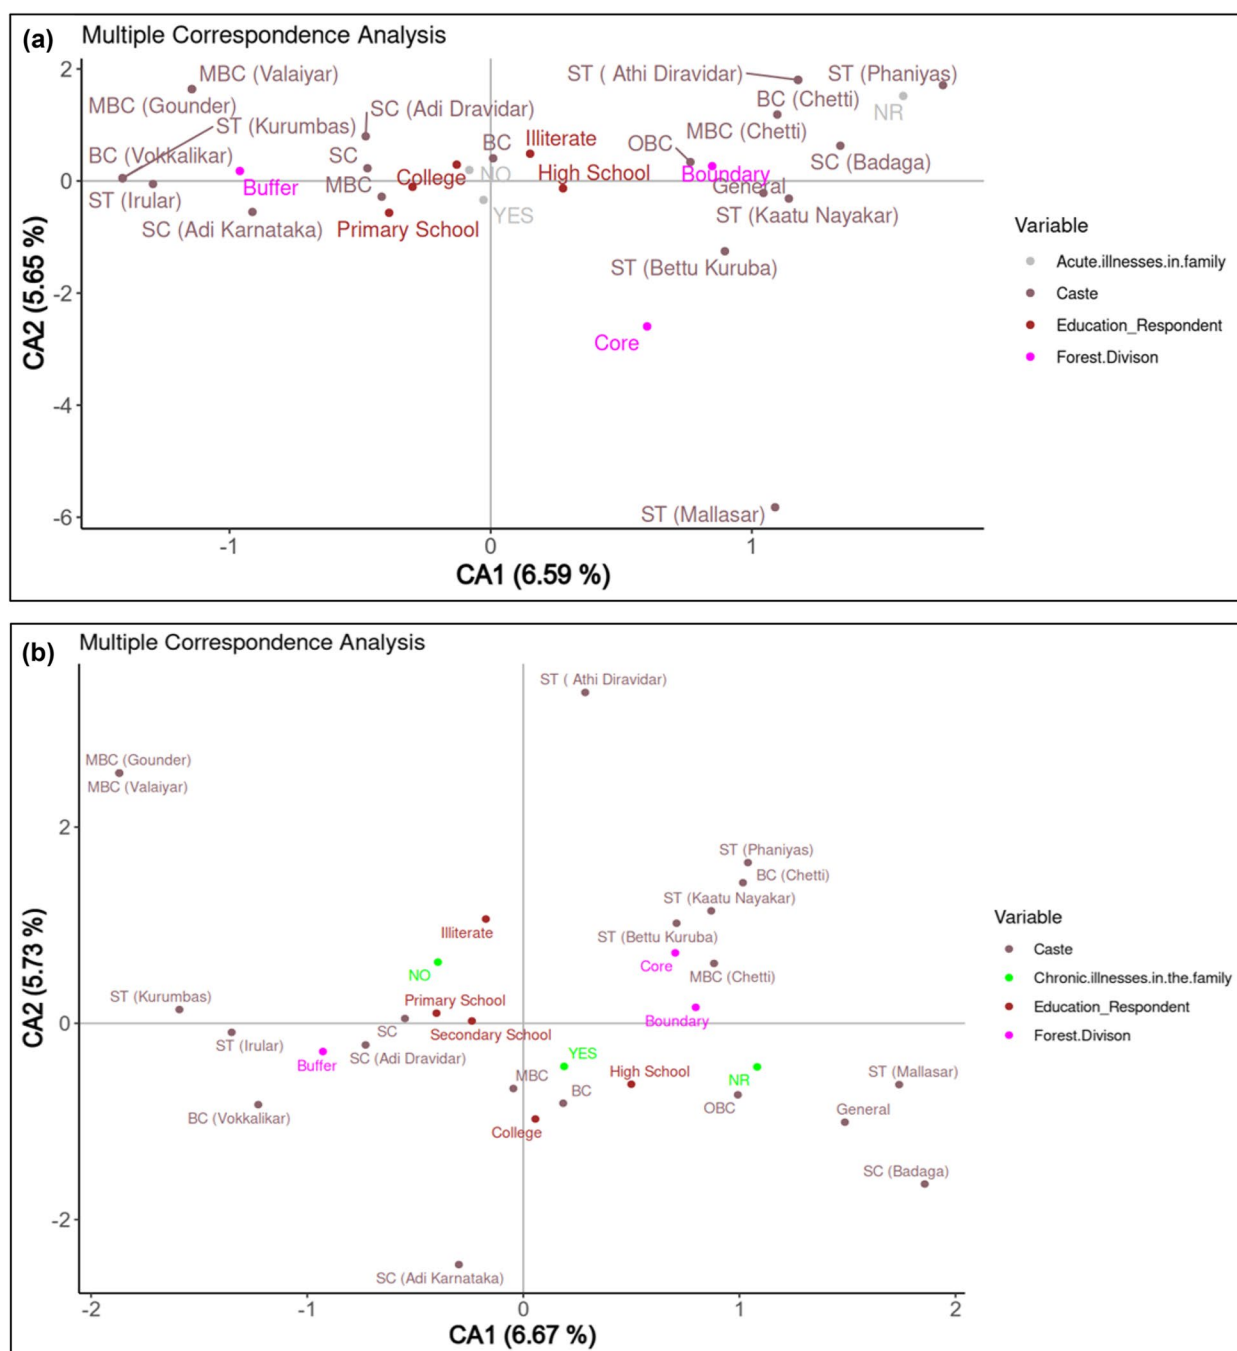 (a) Multiple Correspondence Analysis
2
MBC (Valaiyar)
ST ( Athi Diravidar)
ST (Phaniyas)
MBC (Gounder)
SC (Adi Dravidar)
BC (Chetti)
NR
ST (Kurumbas)
MBC (Chetti)
BC (Vokkalikar)
SC
BC
Illiterate
OBC
SC (Badaga)
0
Buffer
MBC
College
NO
High School
Boundary
General
ST (Irular)
YES
ST (Kaatu Nayakar)
SC (Adi Karnataka)
Primary School
ST (Bettu Kuruba)
-2
Core
-4
-6
ST (Mallasar)
-1
0
1
CA1 (6.59 %)
CA2 (5.65 %)
Variable
Acute.illnesses.in.family
Caste
Education_Respondent
Forest.Divison
(b) Multiple Correspondence Analysis
ST ( Athi Diravidar)
MBC (Gounder)
MBC (Valaiyar)
2
ST (Phaniyas)
BC (Chetti)
ST (Kaatu Nayakar)
Illiterate
ST (Bettu Kuruba)
NO
Core
MBC (Chetti)
ST (Kurumbas)
Primary School
Boundary
0
SC
Secondary School
ST (Irular)
SC (Adi Dravidar)
Buffer
YES
MBC
High School
NR
ST (Mallasar)
BC
OBC
General
BC (Vokkalikar)
College
SC (Badaga)
-2
SC (Adi Karnataka)
-2
-1
0
1
2
CA1 (6.67 %)
CA2 (5.73 %)
Variable
Caste
Chronic.illnesses.in.the.family
Education_Respondent
Forest.Divison